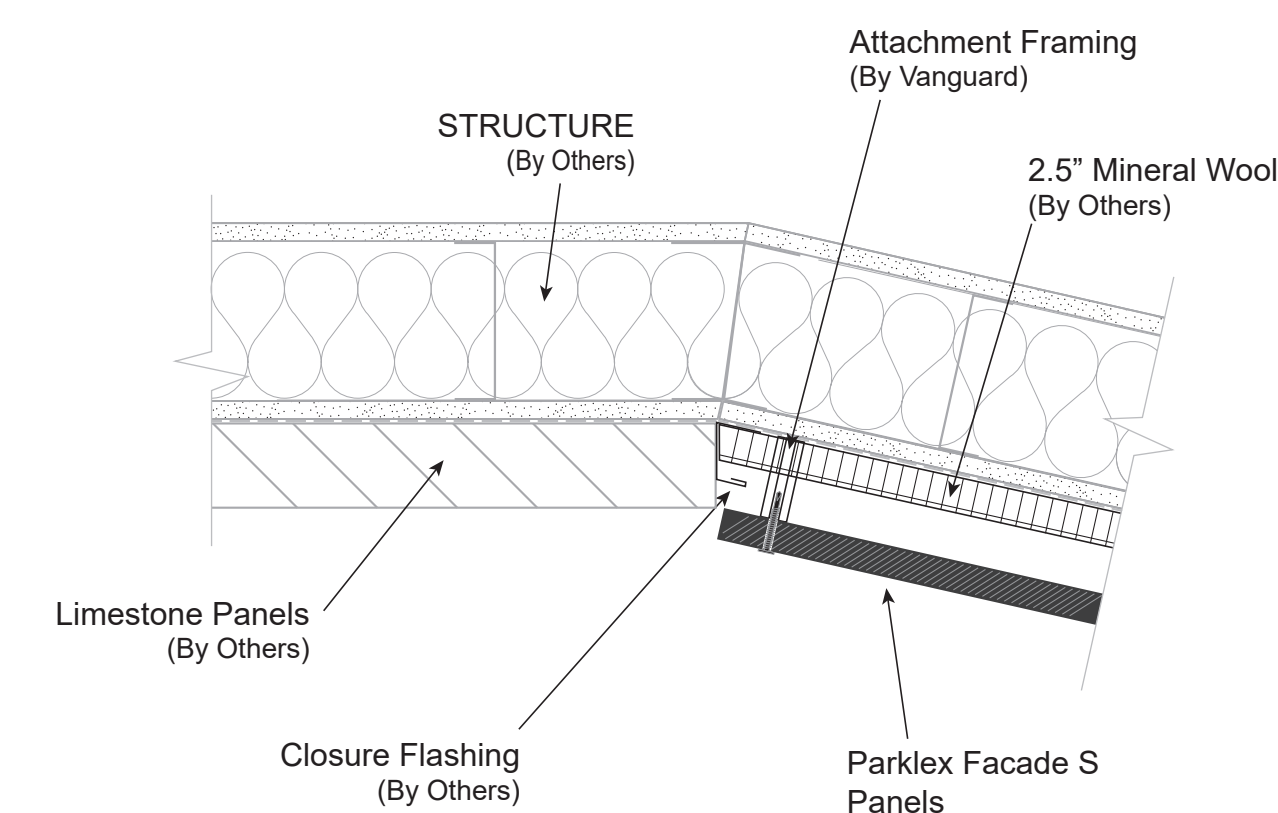 Attachment Framing
(By Vanguard)
STRUCTURE
(By Others)
2.5” Mineral Wool
(By Others)
Limestone Panels
(By Others)
Closure Flashing
(By Others)
Parklex Facade S
Panels